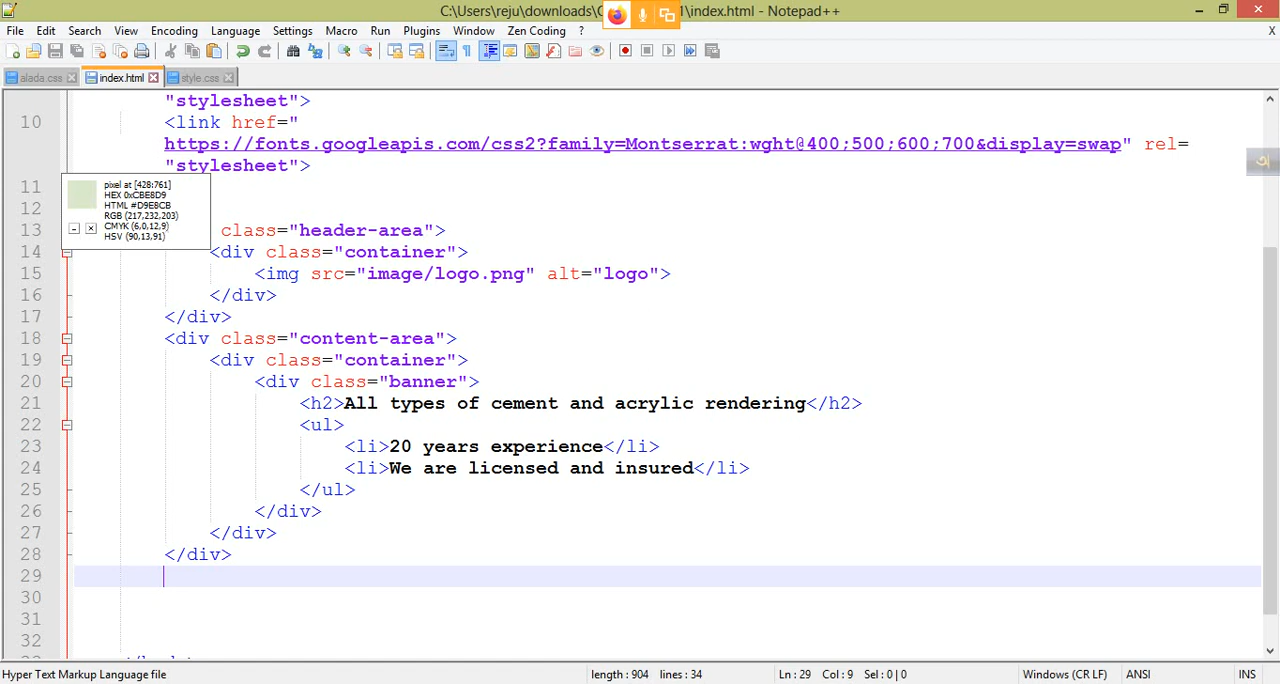 C:\Users\reju\downloads\C 1\index.html - Notepad++
File Edit Search View Encoding Language Settings Macro Run Plugins Window Zen Coding ? X
alada.css index.html style.css
"stylesheet">
10 <link href="
https://fonts.googleapis.com/css2?family=Montserrat:wght@400;500;600;700&display=swap" rel=
"stylesheet">
11
pixel at [428:761]
HEX 0xCBE8D9
HTML #D9E8CB
RGB (217,232,203)
CMYK (6,0,12,9)
HSV (90,13,91)
অ
12
13 class="header-area">
14 <div class="container">
15 <img src="image/logo.png" alt="logo">
16 </div>
17 </div>
18 <div class="content-area">
19 <div class="container">
20 <div class="banner">
21 <h2>All types of cement and acrylic rendering</h2>
22 <ul>
23 <li>20 years experience</li>
24 <li>We are licensed and insured</li>
25 </ul>
26 </div>
27 </div>
28 </div>
29
30
31
32
Hyper Text Markup Language file length : 904 lines : 34 Ln : 29 Col : 9 Sel : 0 | 0 Windows (CR LF) ANSI INS